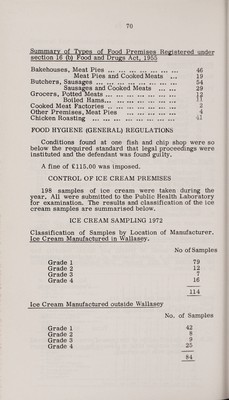 70
Summary of Types of Food Premises Registered under
section 16 (b) Food and Drugs Act, 1955
Bakehouses, Meat Pies ... ... ... ... ... ... ... 46
Meat Pies and Cooked Meats ... 19
Butchers, Sausages ... ... ... ... ... ... ... ... 54
Sausages and Cooked Meats ... ... 29
Grocers, Potted Meats ... ... ... ... ... ... ... 12
Boiled Hams... ... ... ... ... ... ... 11
Cooked Meat Factories ... ... ... ... ... ... ... 2
Other Premises, Meat Pies ... ... ... ... ... 4
Chicken Roasting ... ... ... ... ... ... ... ... 41
FOOD HYGIENE (GENERAL) REGULATIONS
Conditions found at one fish and chip shop were so
below the required standard that legal proceedings were
instituted and the defendant was found guilty.
A fine of £115.00 was imposed.
CONTROL OF ICE CREAM PREMISES
198 samples of ice cream were taken during the
year. All were submitted to the Public Health Laboratory
for examination. The results and classification of the ice
cream samples are summarised below.
ICE CREAM SAMPLING 1972
Classification of Samples by Location of Manufacturer.
Ice Cream Manufactured in Wallasey.
No of Samples
Grade 1 79
Grade 2 12
Grade 3 7
Grade 4 16
114
Ice Cream Manufactured outside Wallasey
No. of Samples
Grade 1 42
Grade 2 8
Grade 3 9
Grade 4 25
84